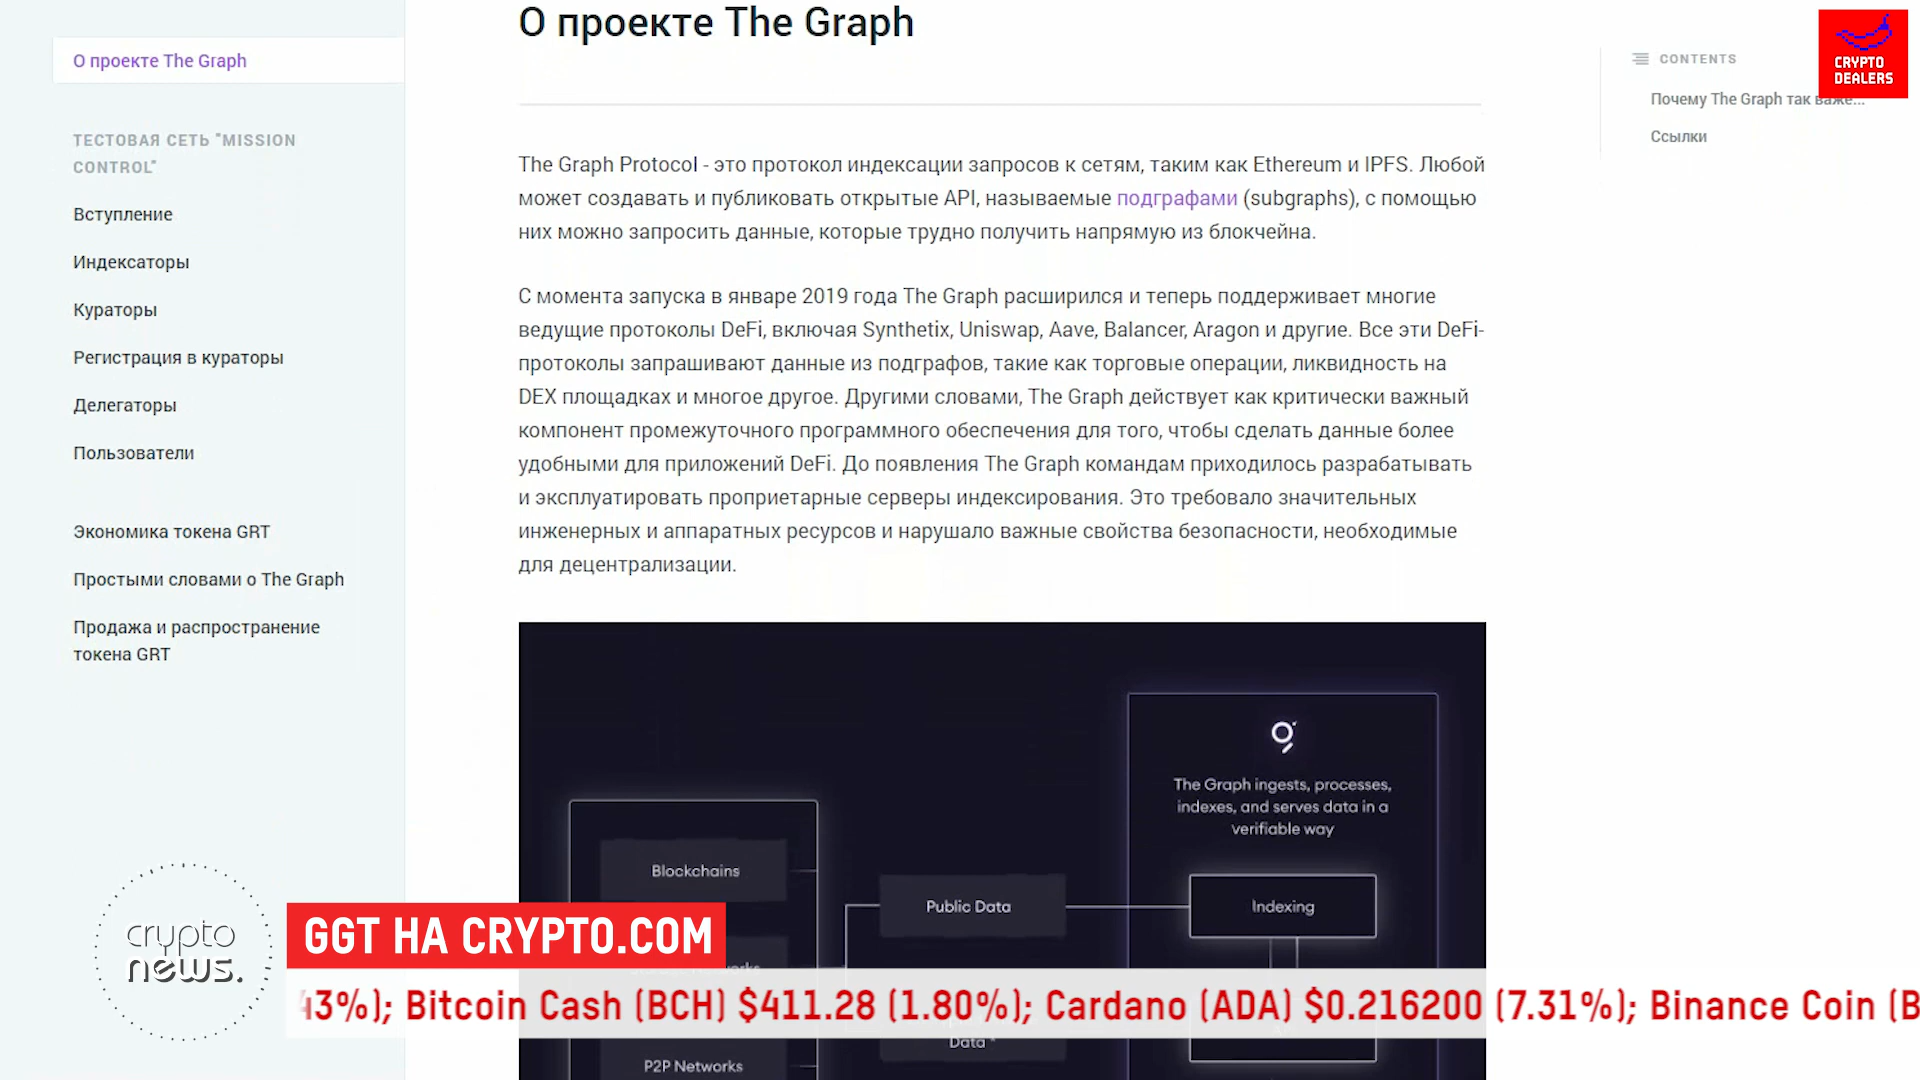 О проекте The Graph
ТЕСТОВАЯ СЕТЬ "MISSION
CONTROL"
Вступление
Индексаторы
Кураторы
Регистрация в кураторы
Делегаторы
Пользователи
Экономика токена GRT
Простыми словами о The Graph
Продажа и распространение
токена GRT
О проекте The Graph
The Graph Protocol - это протокол индексации запросов к сетям, таким как Ethereum и IPFS. Любой
может создавать и публиковать открытые API, называемые подграфами (subgraphs), с помощью
них можно запросить данные, которые трудно получить напрямую из блокчейна.
С момента запуска в январе 2019 года The Graph расширился и теперь поддерживает многие
ведущие протоколы DeFi, включая Synthetix, Uniswap, Aave, Balancer, Aragon и другие. Все эти DeFi-
протоколы запрашивают данные из подграфов, такие как торговые операции, ликвидность на
DEX площадках и многое другое. Другими словами, The Graph действует как критически важный
компонент промежуточного программного обеспечения для того, чтобы сделать данные более
удобными для приложений DeFi. До появления The Graph командам приходилось разрабатывать
и эксплуатировать проприетарные серверы индексирования. Это требовало значительных
инженерных и аппаратных ресурсов и нарушало важные свойства безопасности, необходимые
для децентрализации.
The Graph ingests, processes,
indexes, and serves data in a
verifiable way
Blockchains
Public Data
Indexing
Data *
P2P Networks
CONTENTS
Почему The Graph так важе...
Ссылки
CRYPTO
DEALERS
crypto
news.
GGT НА CRYPTO.COM
43%); Bitcoin Cash (BCH) $411.28 (1.80%); Cardano (ADA) $0.216200 (7.31%); Binance Coin (B